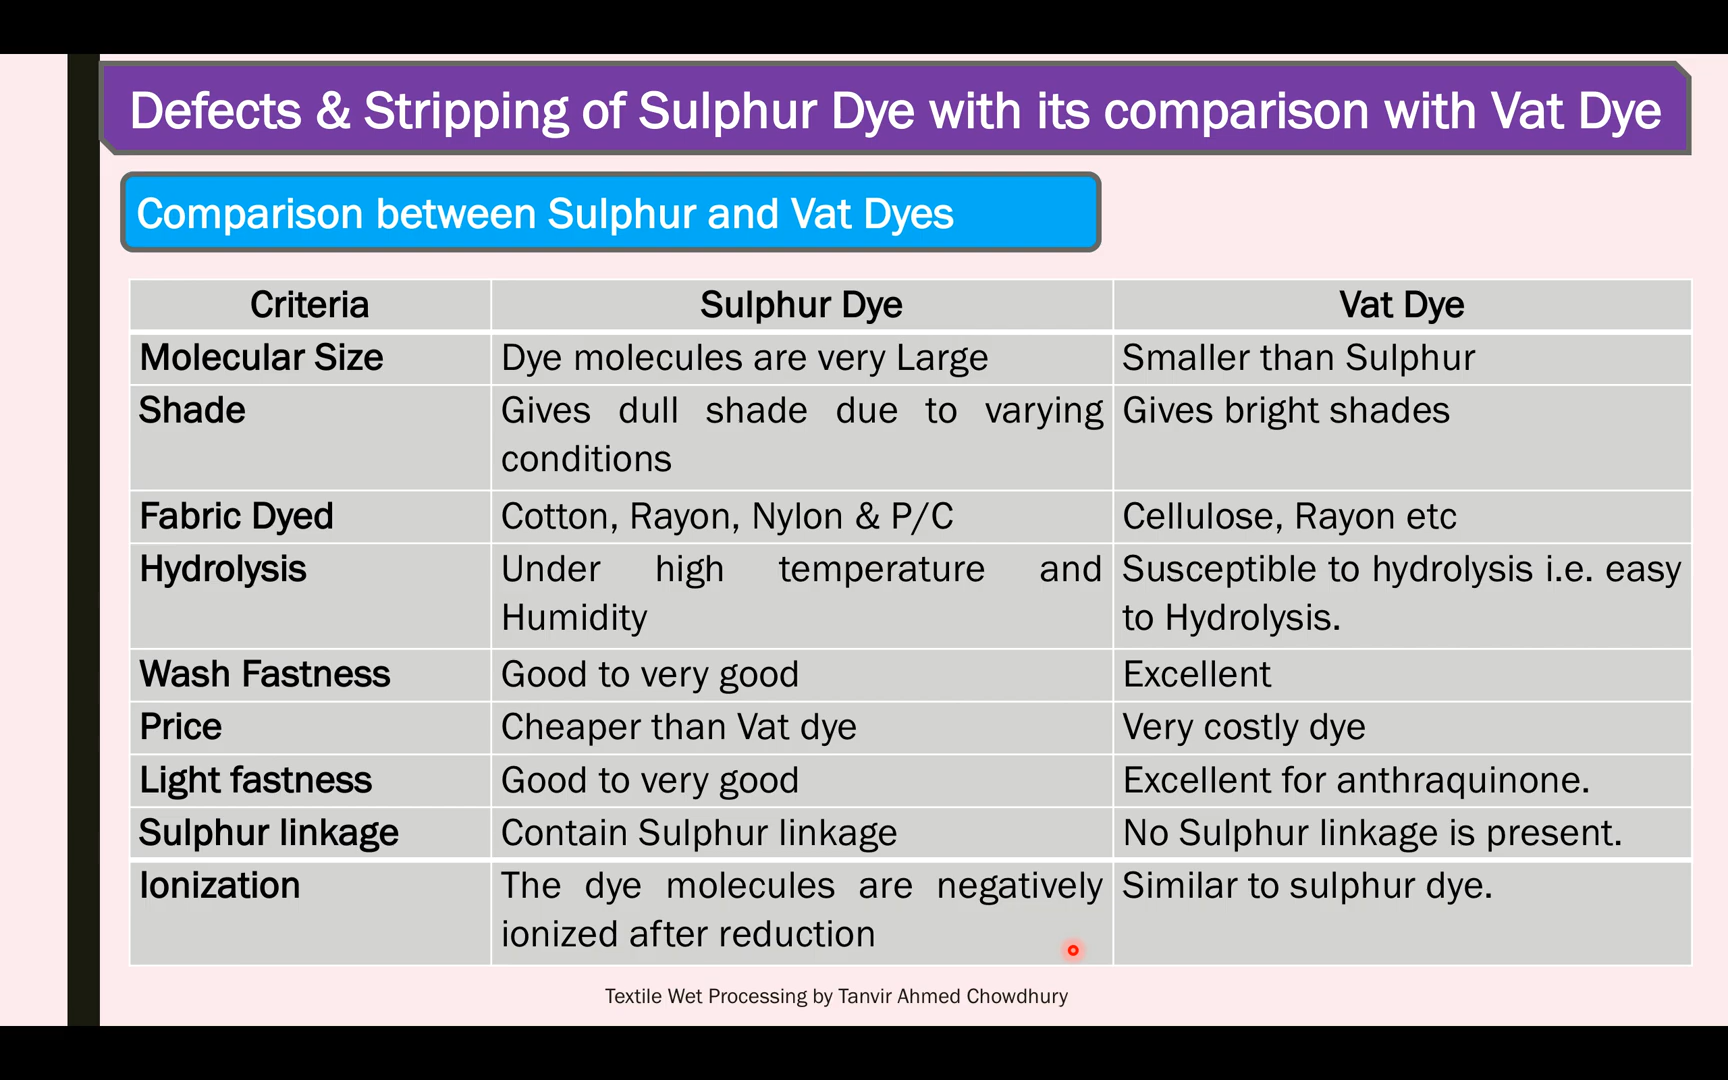 Defects & Stripping of Sulphur Dye with its comparison with Vat Dye
Comparison between Sulphur and Vat Dyes
Criteria Sulphur Dye Vat Dye
Molecular Size Dye molecules are very Large Smaller than Sulphur
Shade Gives dull shade due to varying Gives bright shades
conditions
Fabric Dyed Cotton, Rayon, Nylon & P/C Cellulose, Rayon etc
Hydrolysis Under high temperature and Susceptible to hydrolysis i.e. easy
Humidity to Hydrolysis.
Wash Fastness Good to very good Excellent
Price Cheaper than Vat dye Very costly dye
Light fastness Good to very good Excellent for anthraquinone.
Sulphur linkage Contain Sulphur linkage No Sulphur linkage is present.
Ionization The dye molecules are negatively Similar to sulphur dye.
ionized after reduction
Textile Wet Processing by Tanvir Ahmed Chowdhury